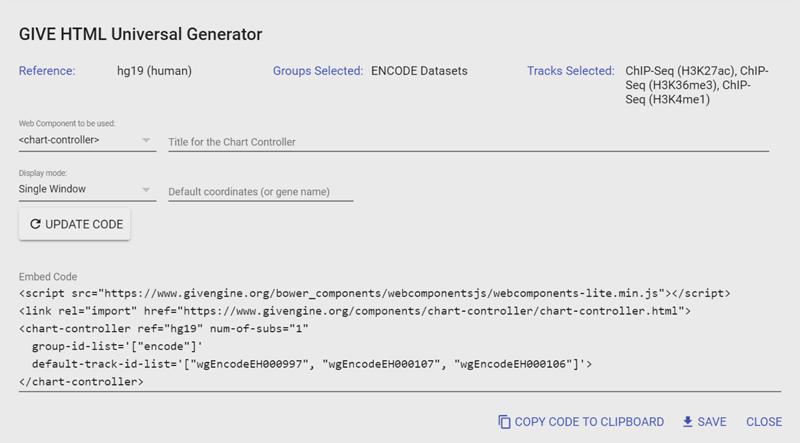 GIVE HTML Universal Generator
Reference: hg19 (human) Groups Selected: ENCODE Datasets Tracks Selected: ChIP-Seq (H3K27ac), ChIP-
Seq (H3K36me3), ChIP-
Seq (H3K4me1)
Web Component to be used:
<chart-controller> Title for the Chart Controller
Display mode:
Single Window Default coordinates (or gene name)
UPDATE CODE
Embed Code
<script src="https://www.givengine.org/bower_components/webcomponentsjs/webcomponents-lite.min.js"></script>
<link rel="import" href="https://www.givengine.org/components/chart-controller/chart-controller.html">
<chart-controller ref="hg19" num-of-subs="1"
  group-id-list='["encode"]'
  default-track-id-list='["wgEncodeEH000997", "wgEncodeEH000107", "wgEncodeEH000106"]'>
</chart-controller>
COPY CODE TO CLIPBOARD SAVE CLOSE